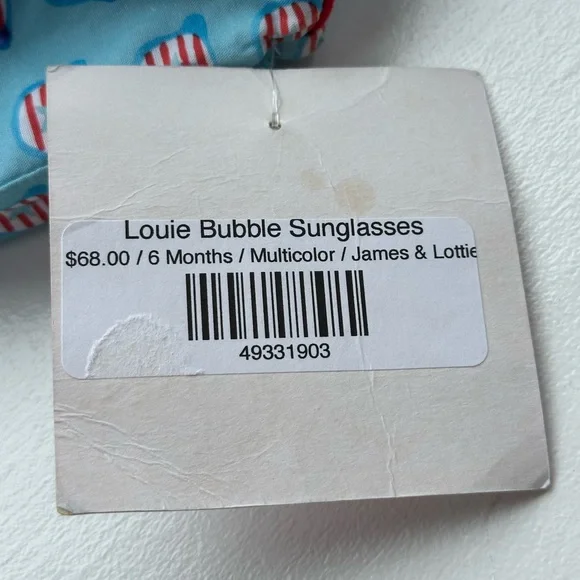 Louie Bubble Sunglasses
$68.00 / 6 Months / Multicolor / James & Lottie
49331903